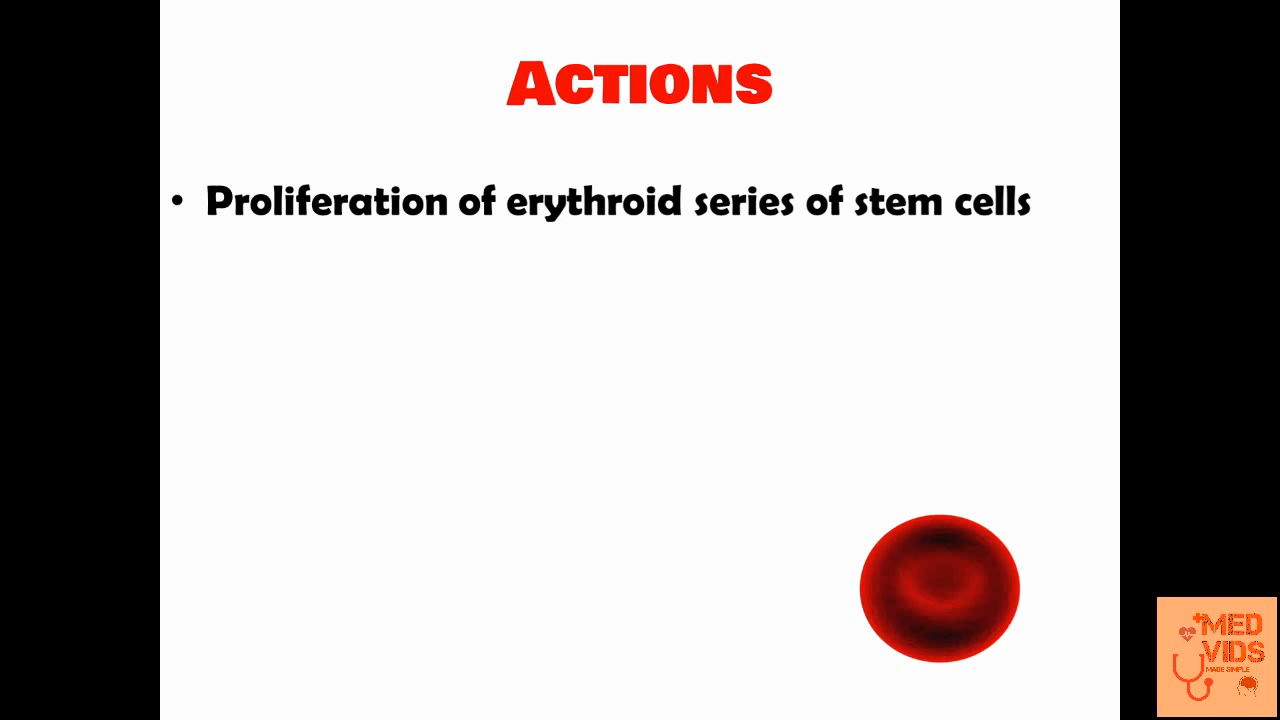 ACTIONS
• Proliferation of erythroid series of stem cells
MED
VIDS
MADE SIMPLE